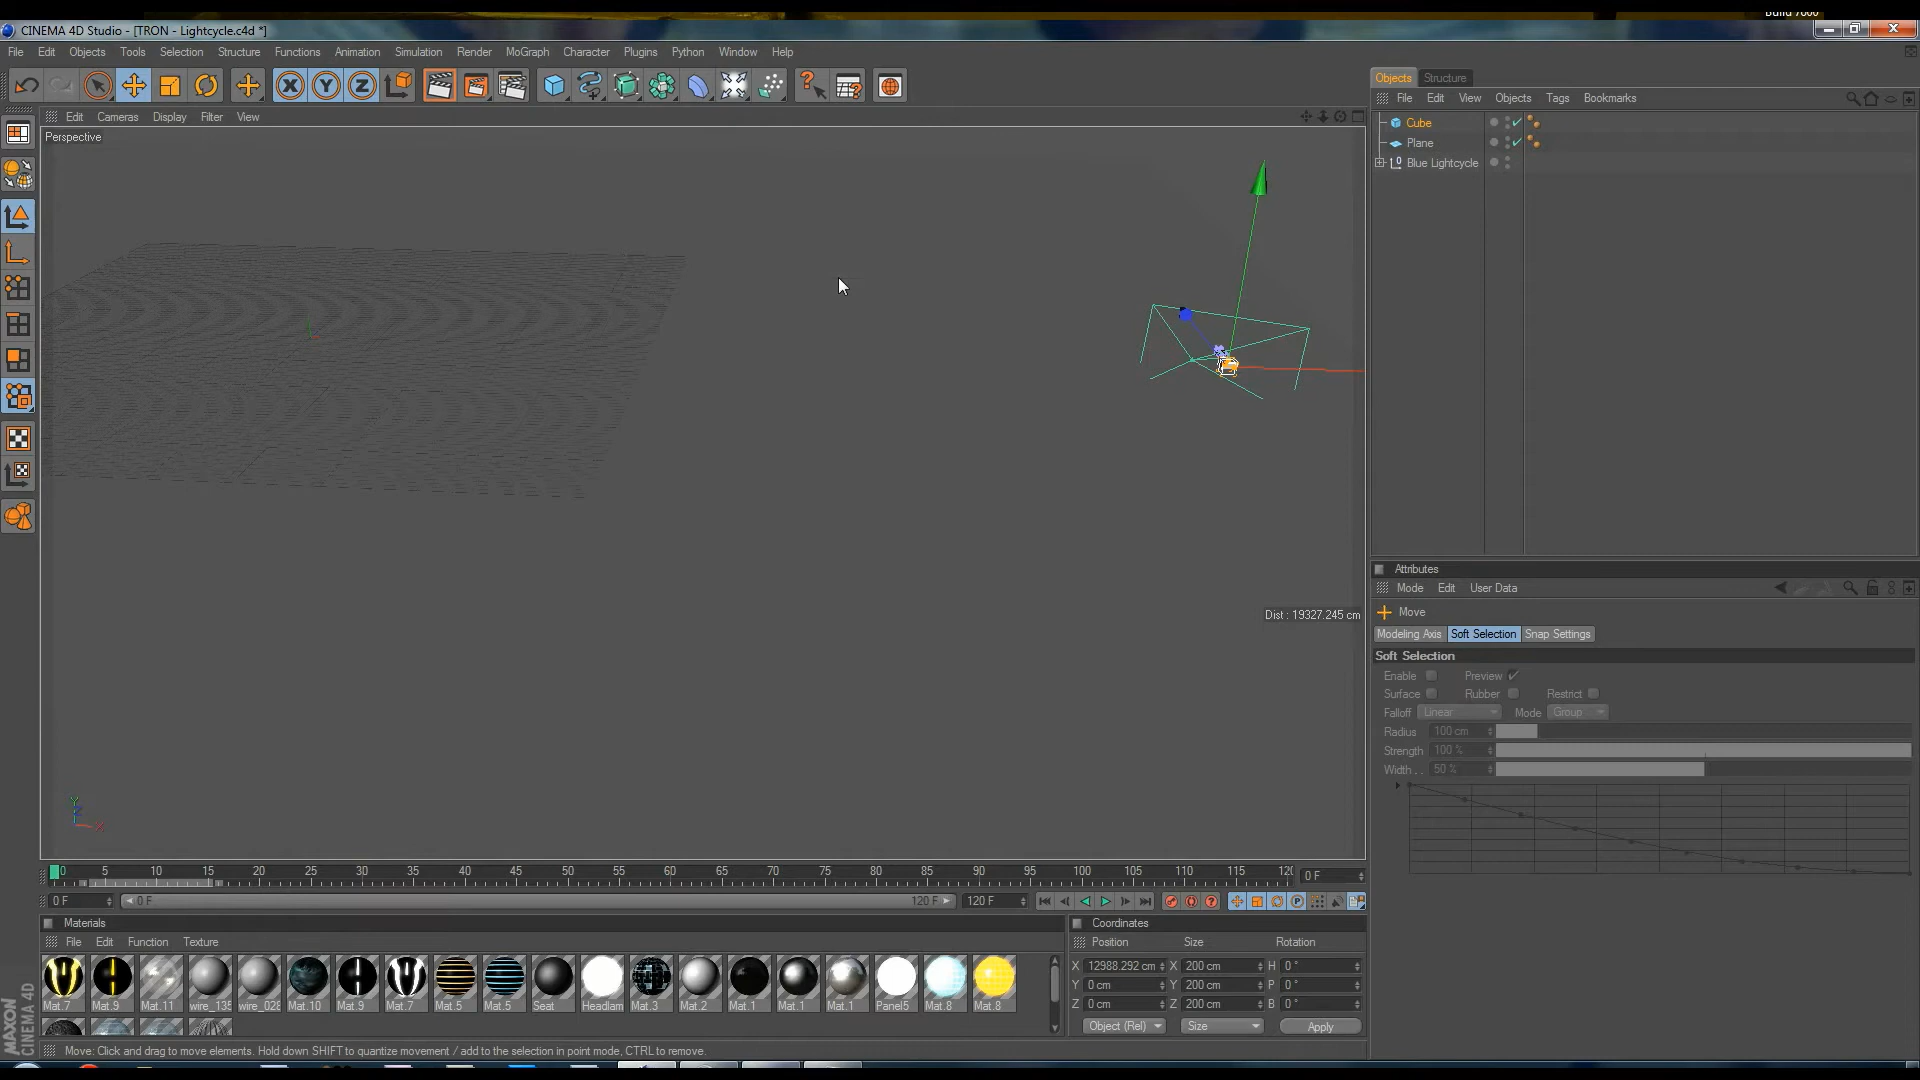 Build 7600
CINEMA 4D Studio - [TRON - Lightcycle.c4d *]
File Edit Objects Tools Selection Structure Functions Animation Simulation Render MoGraph Character Plugins Python Window Help
Edit Cameras Display Filter View
Perspective
Dist : 19327.245 cm
Y
X
Objects Structure
File Edit View Objects Tags Bookmarks
Cube
Plane
Blue Lightcycle
Attributes
Mode Edit User Data
Move
Modeling Axis Soft Selection Snap Settings
Soft Selection
Enable Preview
Surface Rubber Restrict
Falloff Linear Mode Group
Radius 100 cm
Strength 100 %
Width . . 50 %
0 5 10 15 20 25 30 35 40 45 50 55 60 65 70 75 80 85 90 95 100 105 110 115 120 0 F
0 F 0 F 120 F 120 F
Materials
File Edit Function Texture
Mat.7 Mat.9 Mat.11 wire_135 wire_028 Mat.10 Mat.9 Mat.7 Mat.5 Mat.5 Seat Headlam Mat.3 Mat.2 Mat.1 Mat.1 Mat.1 Panel5 Mat.8 Mat.8
Coordinates
Position Size Rotation
X 12988.292 cm X 200 cm H 0 °
Y 0 cm Y 200 cm P 0 °
Z 0 cm Z 200 cm B 0 °
Object (Rel) Size Apply
MAXON
CINEMA 4D
Move: Click and drag to move elements. Hold down SHIFT to quantize movement / add to the selection in point mode, CTRL to remove.